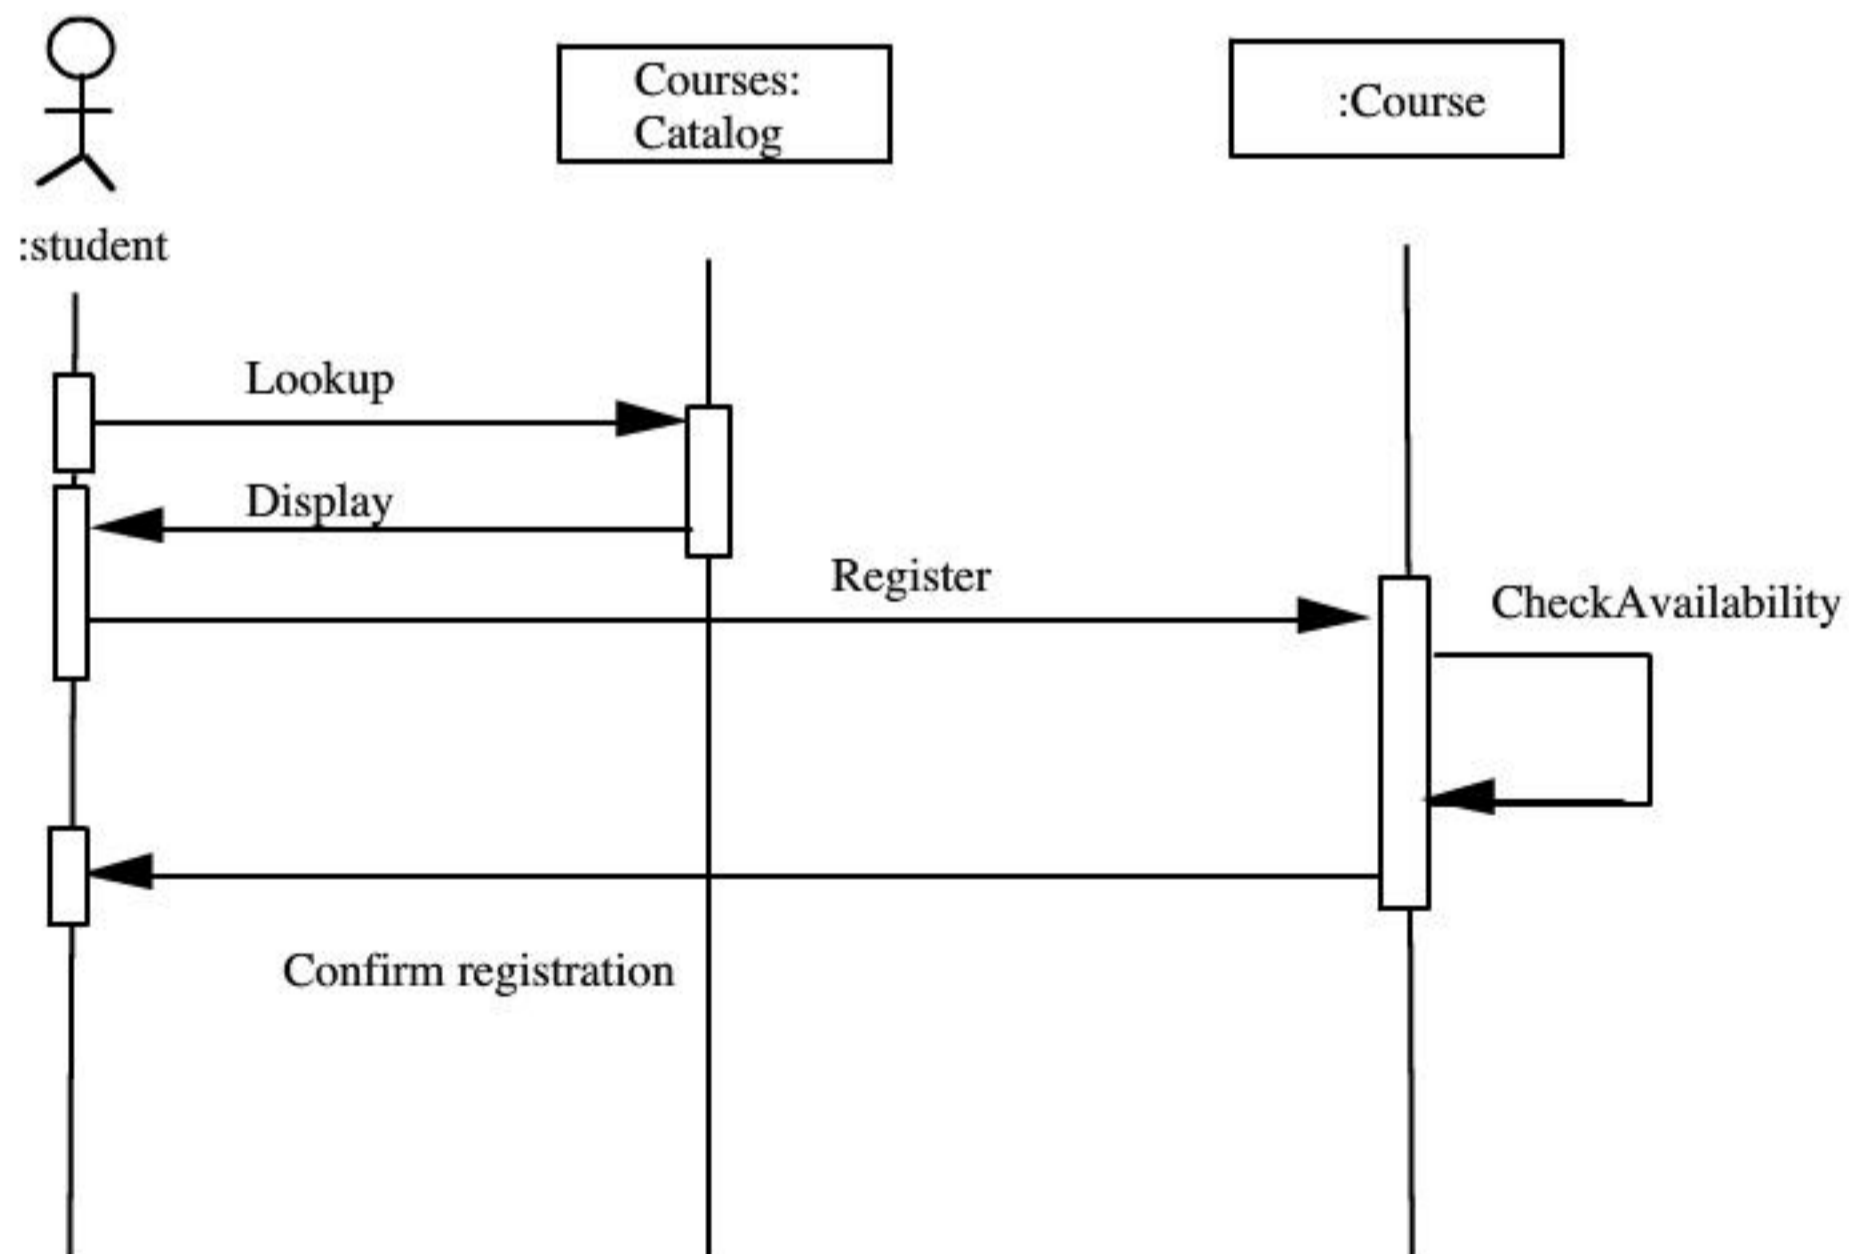 Courses:
Catalog
:Course
:student
Lookup
Display
Register
CheckAvailability
Confirm registration